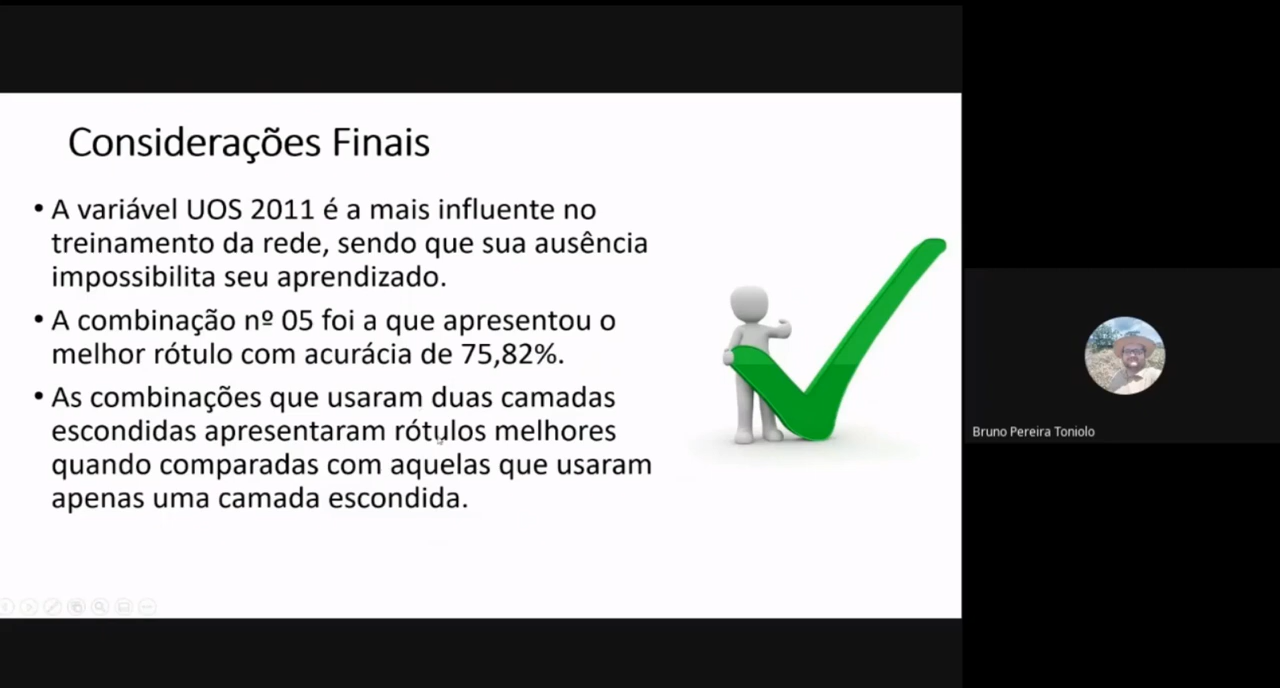 Considerações Finais
• A variável UOS 2011 é a mais influente no
treinamento da rede, sendo que sua ausência
impossibilita seu aprendizado.
• A combinação nº 05 foi a que apresentou o
melhor rótulo com acurácia de 75,82%.
• As combinações que usaram duas camadas
escondidas apresentaram rótulos melhores
quando comparadas com aquelas que usaram
apenas uma camada escondida.
Bruno Pereira Toniolo